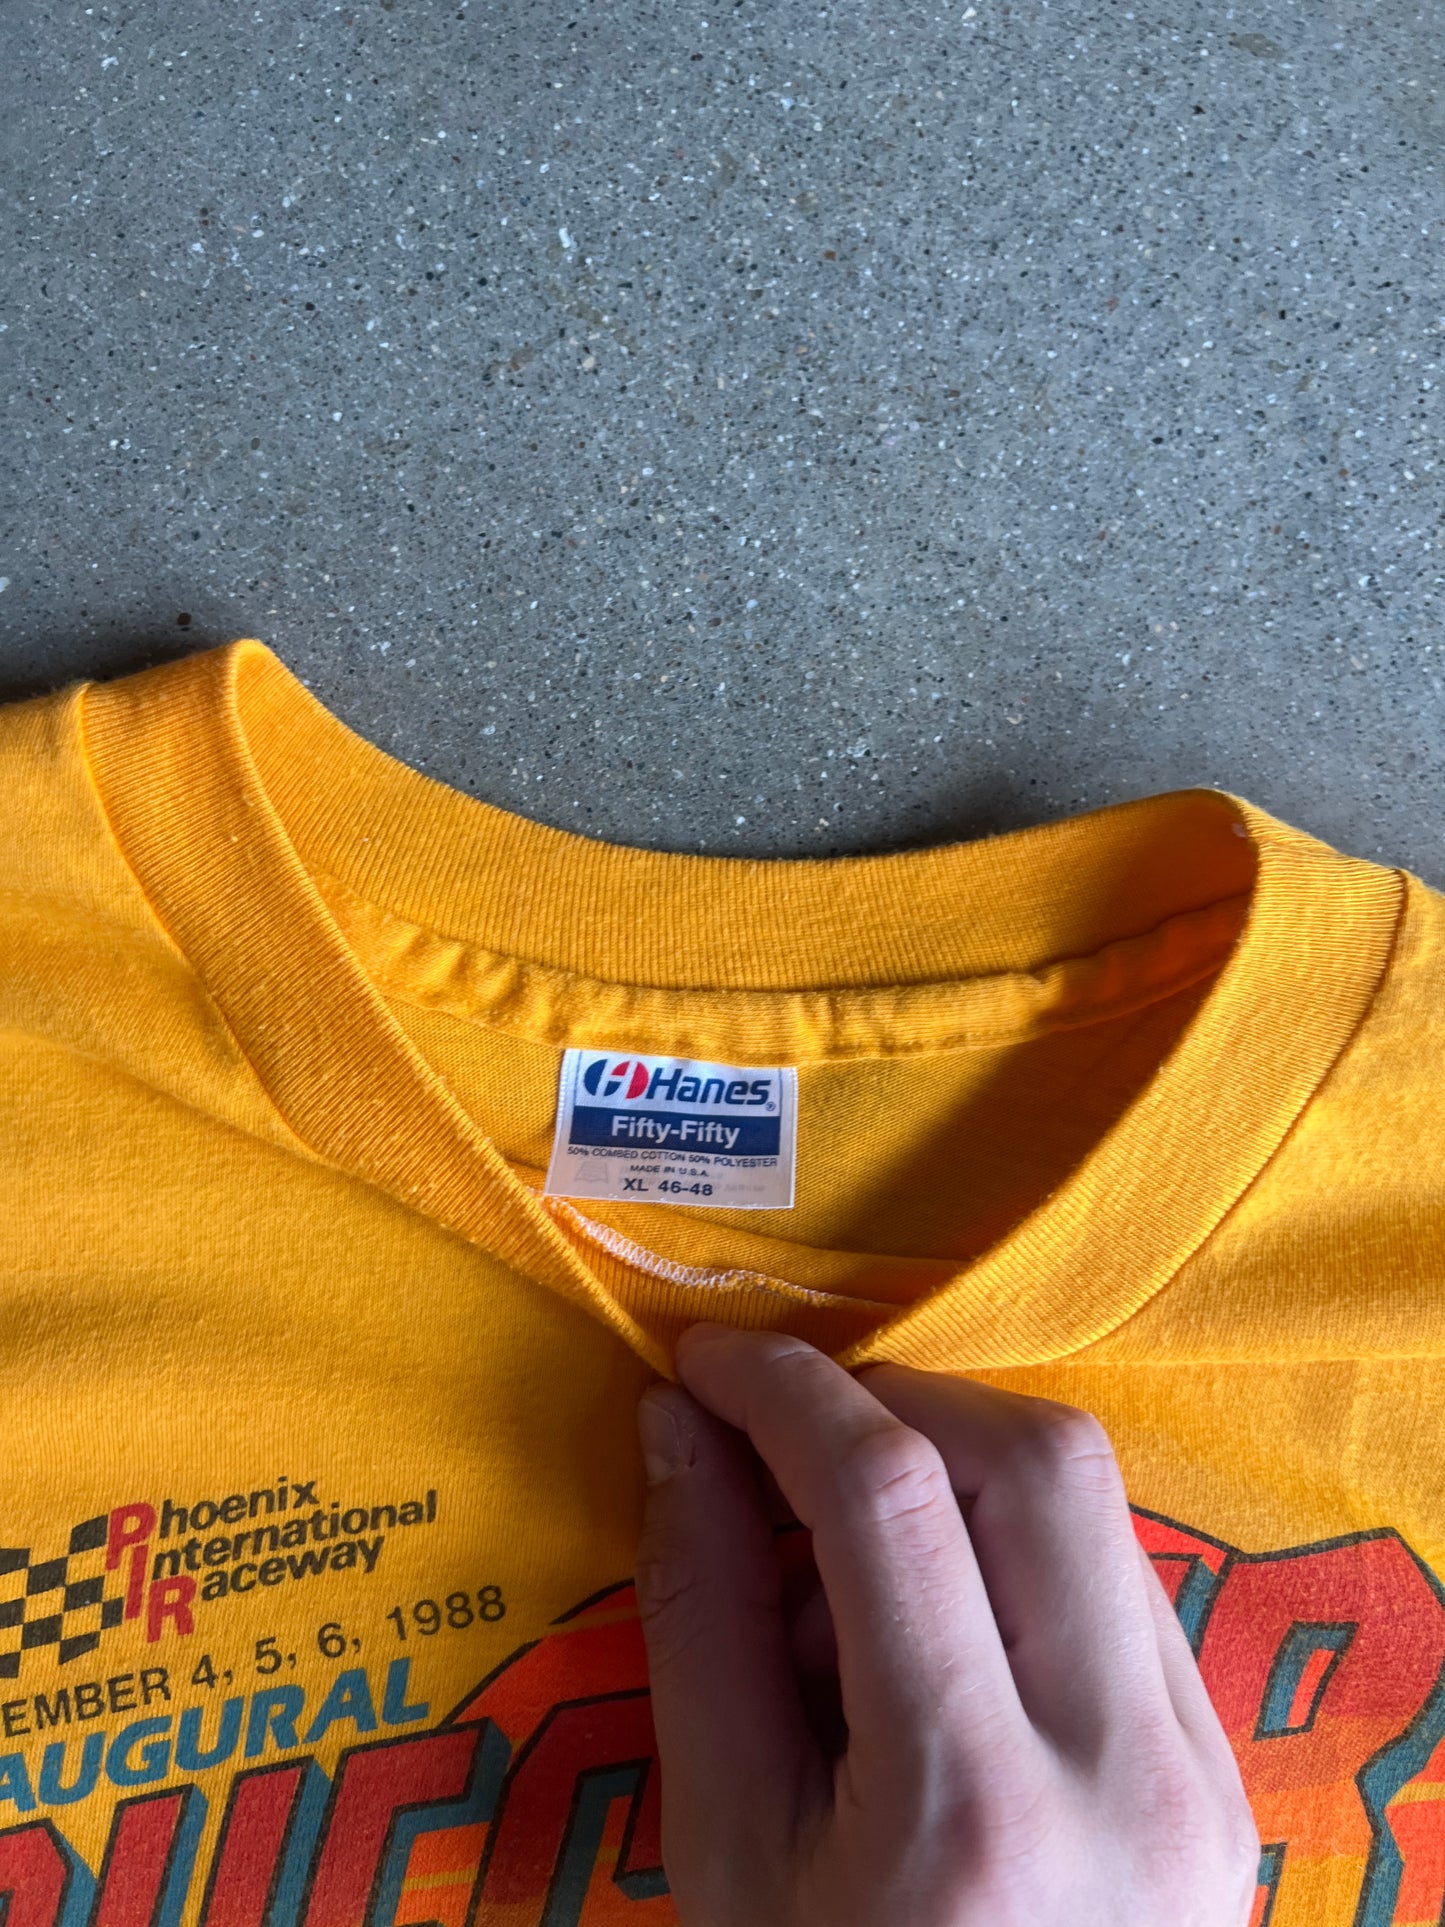 Hanes®
Fifty-Fifty
50% COMBED COTTON 50% POLYESTER
MADE IN U.S.A.
XL 46-48
Phoenix
International
Raceway
EMBER 4, 5, 6, 1988
AUGURAL